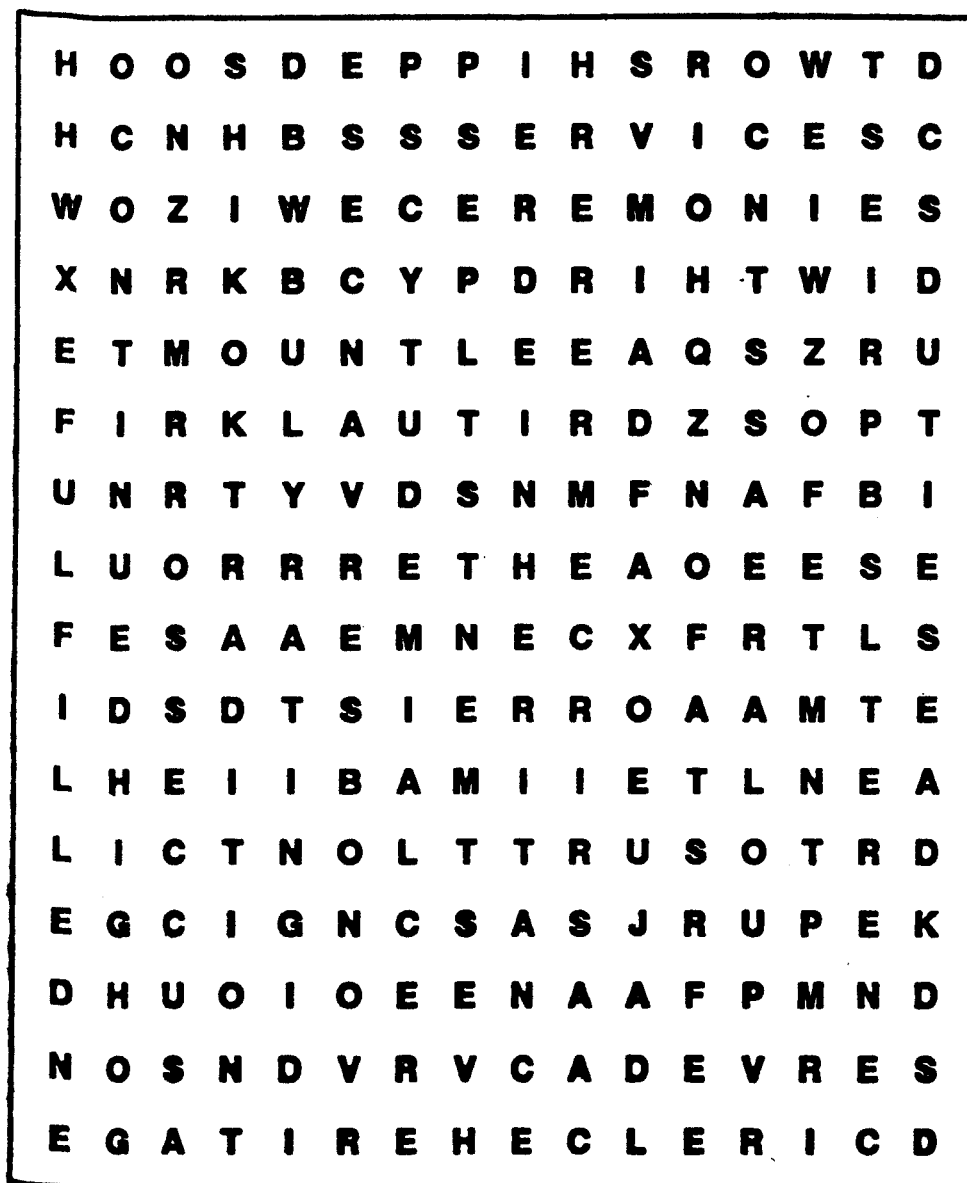 H O O S D E P P I H S R O W T D
H C N H B S S S E R V I C E S C
W O Z I W E C E R E M O N I E S
X N R K B C Y P D R I H T W I D
E T M O U N T L E E A Q S Z R U
F I R K L A U T I R D Z S O P T
U N R T Y V D S N M F N A F B I
L U O R R R E T H E A O E E S E
F E S A A E M N E C X F R T L S
I D S D T S I E R R O A A M T E
L H E I I B A M I I E T L N E A
L I C T N O L T T R U S O T R D
E G C I G N C S A S J R U P E K
D H U O I O E E N A A F P M N D
N O S N D V R V C A D E V R E S
E G A T I R E H E C L E R I C D